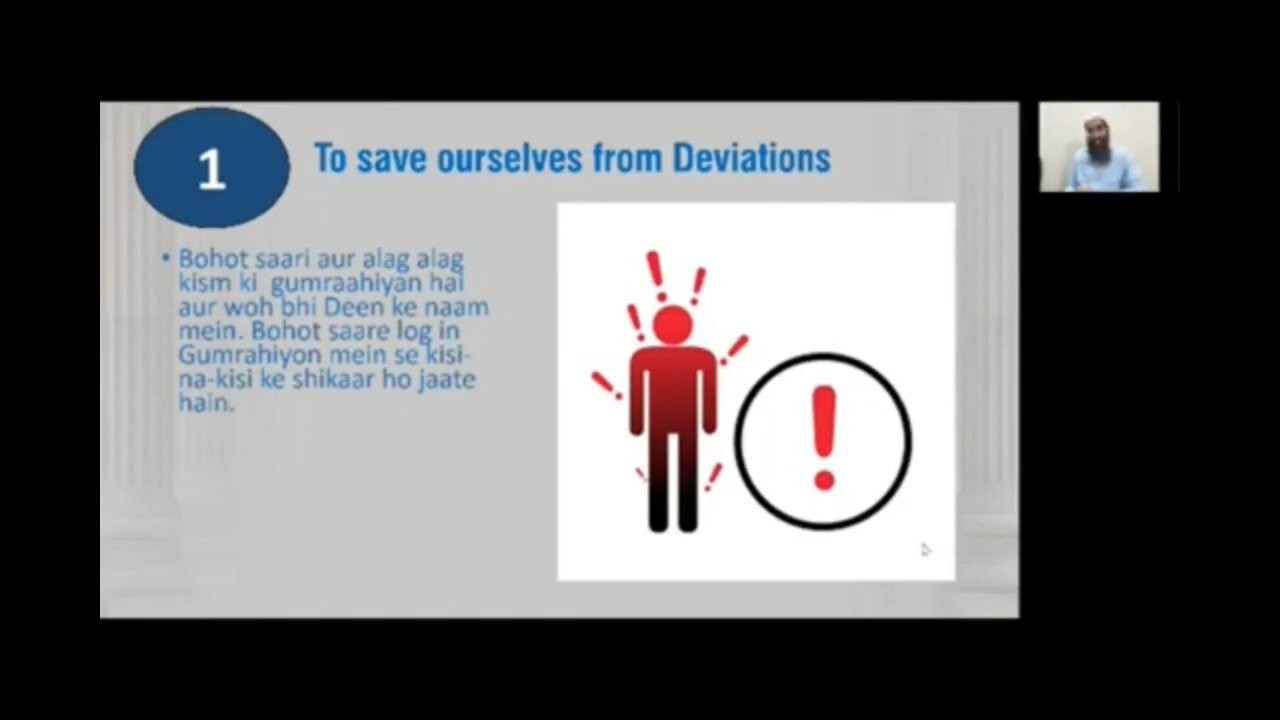 1
To save ourselves from Deviations
• Bohot saari aur alag alag
kism ki gumraahiyan hai
aur woh bhi Deen ke naam
mein. Bohot saare log in
Gumrahiyon mein se kisi-
na-kisi ke shikaar ho jaate
hain.